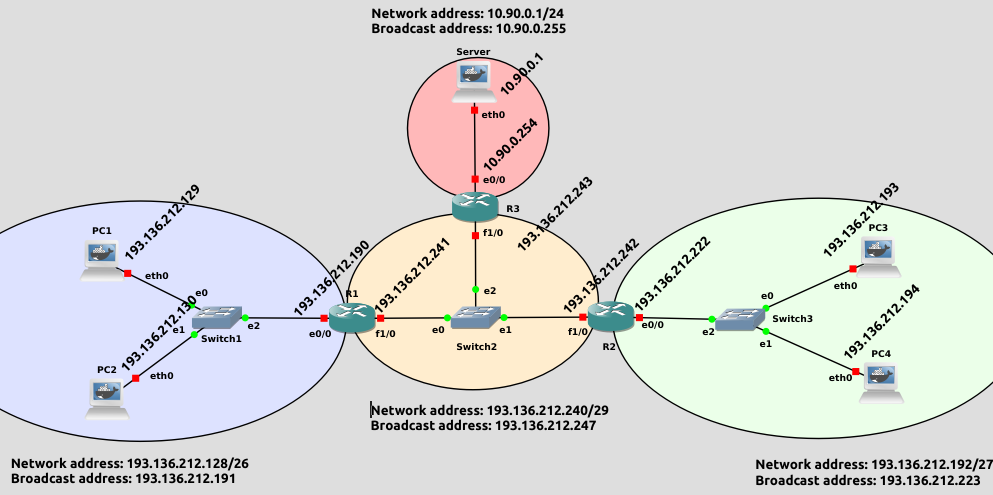 Network address: 10.90.0.1/24
Broadcast address: 10.90.0.255
Server
10.90.0.1
eth0
10.90.0.254
e0/0
R3
193.136.212.243
f1/0
193.136.212.129
PC1
eth0
e0
193.136.212.130
e1
Switch1
e2
PC2
eth0
193.136.212.190
R1
e0/0
193.136.212.241
f1/0
e0
e2
e1
Switch2
193.136.212.242
f1/0
R2
193.136.212.222
e0/0
e2
Switch3
e0
e1
193.136.212.193
PC3
eth0
193.136.212.194
PC4
eth0
Network address: 193.136.212.240/29
Broadcast address: 193.136.212.247
Network address: 193.136.212.128/26
Broadcast address: 193.136.212.191
Network address: 193.136.212.192/27
Broadcast address: 193.136.212.223